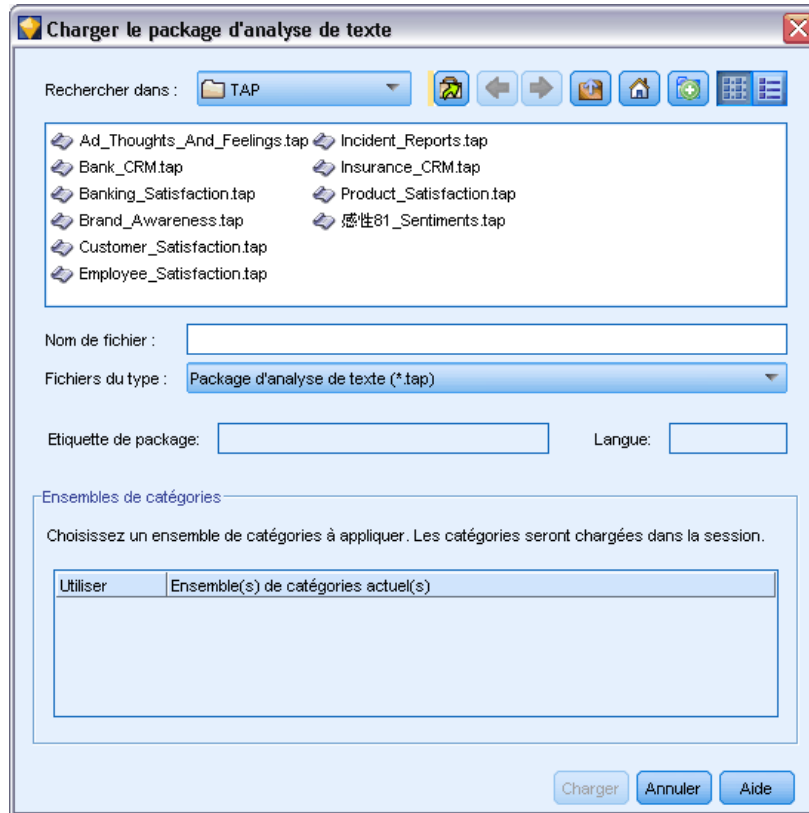 Charger le package d'analyse de texte
Rechercher dans : TAP
Ad_Thoughts_And_Feelings.tap
Bank_CRM.tap
Banking_Satisfaction.tap
Brand_Awareness.tap
Customer_Satisfaction.tap
Employee_Satisfaction.tap
Incident_Reports.tap
Insurance_CRM.tap
Product_Satisfaction.tap
感性81_Sentiments.tap
Nom de fichier :
Fichiers du type : Package d'analyse de texte (*.tap)
Etiquette de package: Langue:
Ensembles de catégories
Choisissez un ensemble de catégories à appliquer. Les catégories seront chargées dans la session.
Utiliser Ensemble(s) de catégories actuel(s)
Charger Annuler Aide